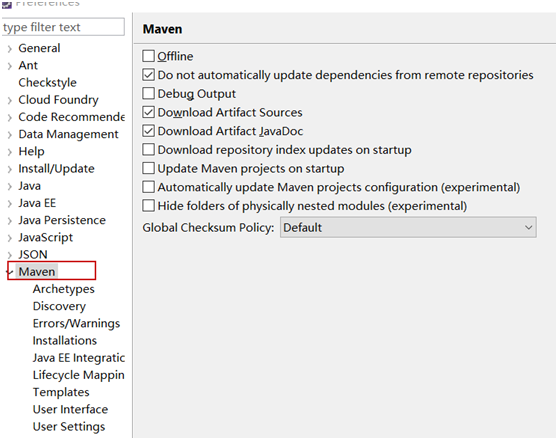 Preferences
type filter text
General
Ant
Checkstyle
Cloud Foundry
Code Recommende
Data Management
Help
Install/Update
Java
Java EE
Java Persistence
JavaScript
JSON
Maven
Archetypes
Discovery
Errors/Warnings
Installations
Java EE Integratic
Lifecycle Mappin
Templates
User Interface
User Settings
Maven
Offline
Do not automatically update dependencies from remote repositories
Debug Output
Download Artifact Sources
Download Artifact JavaDoc
Download repository index updates on startup
Update Maven projects on startup
Automatically update Maven projects configuration (experimental)
Hide folders of physically nested modules (experimental)
Global Checksum Policy: Default